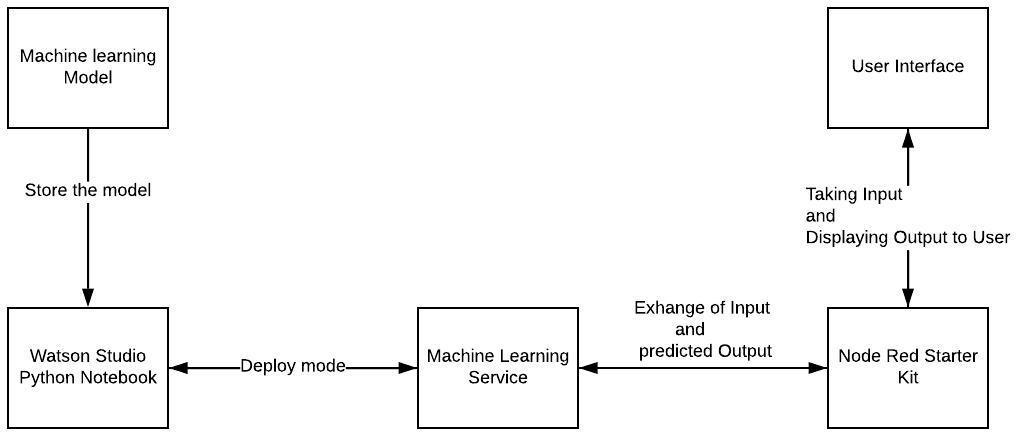 Machine learning
Model
User Interface
Store the model
Taking Input
and
Displaying Output to User
Exhange of Input
and
predicted Output
Watson Studio
Python Notebook
Deploy mode
Machine Learning
Service
Node Red Starter
Kit